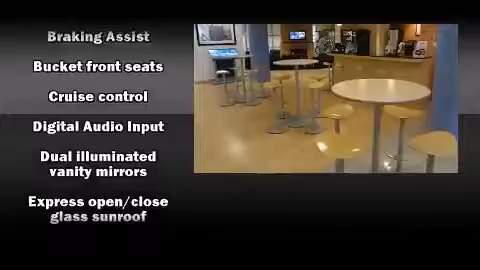 Braking Assist
Bucket front seats
Cruise control
Digital Audio Input
Dual illuminated
vanity mirrors
Express open/close
glass sunroof